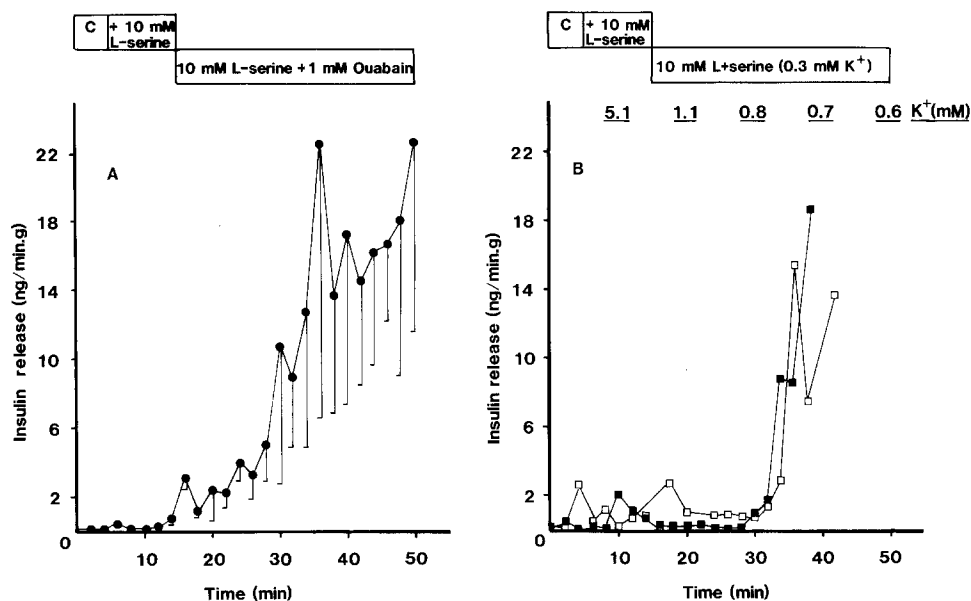 C
+ 10 mM
L-serine
10 mM L-serine +1 mM Ouabain
A
22
18
14
10
6
2
0
10
20
30
40
50
Insulin release (ng/min.g)
Time (min)
C
+ 10 mM
L-serine
10 mM L+serine (0.3 mM K+)
5.1 1.1 0.8 0.7 0.6 K+(mM)
B
22
18
14
10
6
2
0
10
20
30
40
50
Insulin release (ng/min.g)
Time (min)